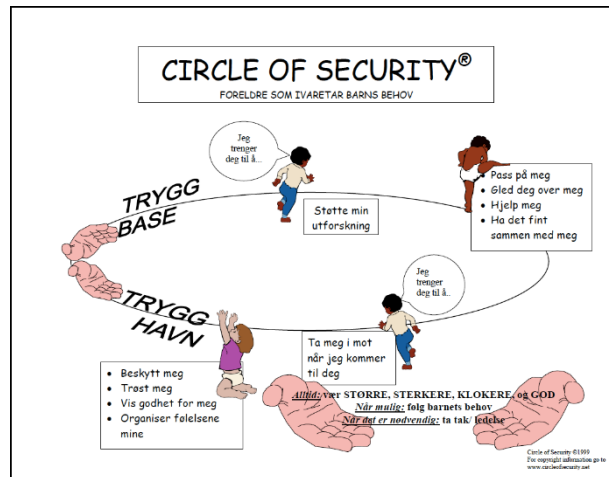 CIRCLE OF SECURITY®
FORELDRE SOM IVARETAR BARNS BEHOV
Jeg
trenger
deg til å...
TRYGG
BASE
Støtte min
utforskning
• Pass på meg
• Gled deg over meg
• Hjelp meg
• Ha det fint
sammen med meg
TRYGG
HAVN
Jeg
trenger
deg til å..
Ta meg i mot
når jeg kommer
til deg
• Beskytt meg
• Trøst meg
• Vis godhet for meg
• Organiser følelsene
mine
Alltid: vær STØRRE, STERKERE, KLOKERE, og GOD
Når mulig: følg barnets behov
Når det er nødvendig: ta tak/ ledelse
Circle of Security ©1999
For copyright information go to
www.circleofsecurity.net